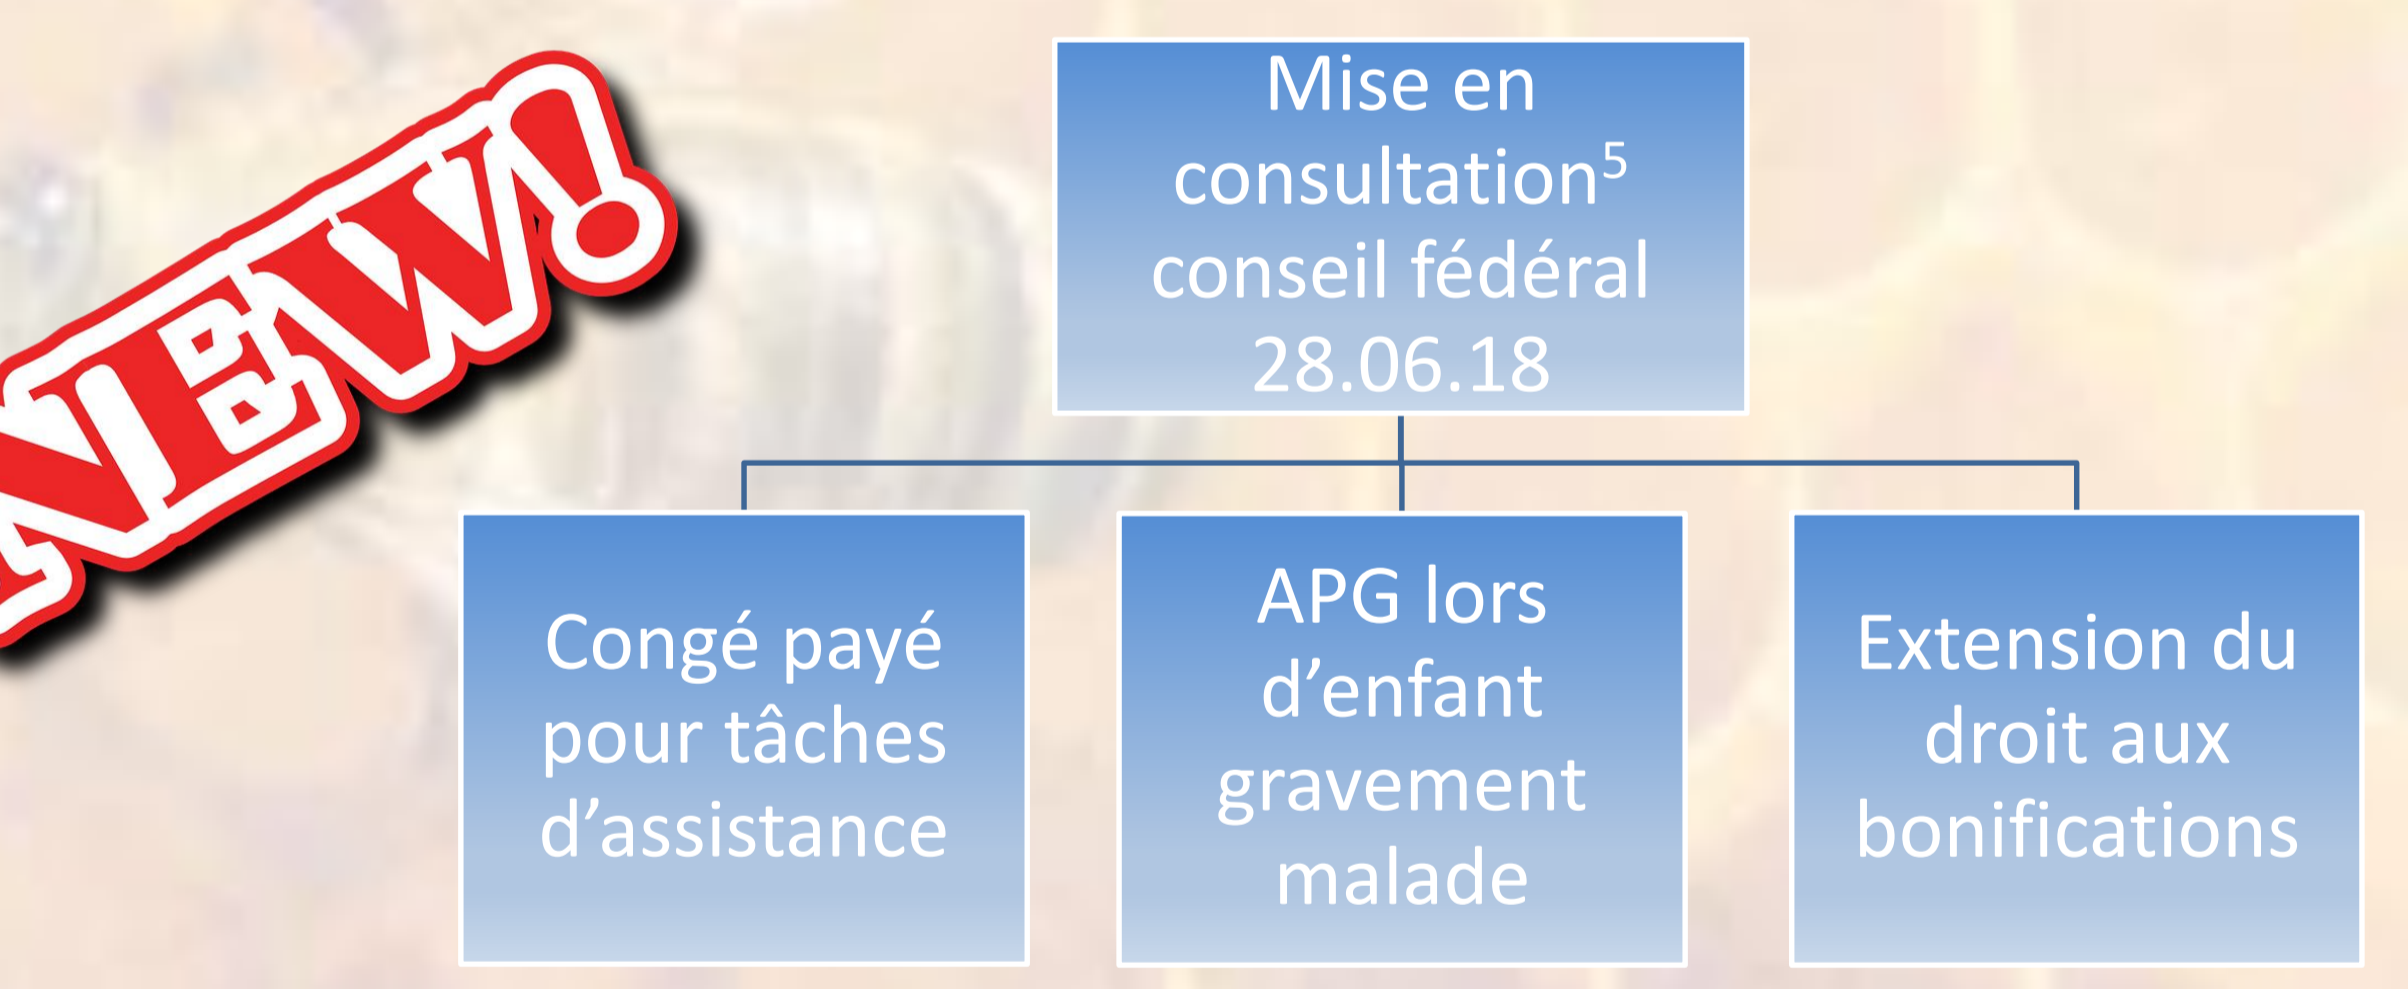 NEW!
Mise en
consultation⁵
conseil fédéral
28.06.18
Congé payé
pour tâches
d’assistance
APG lors
d’enfant
gravement
malade
Extension du
droit aux
bonifications